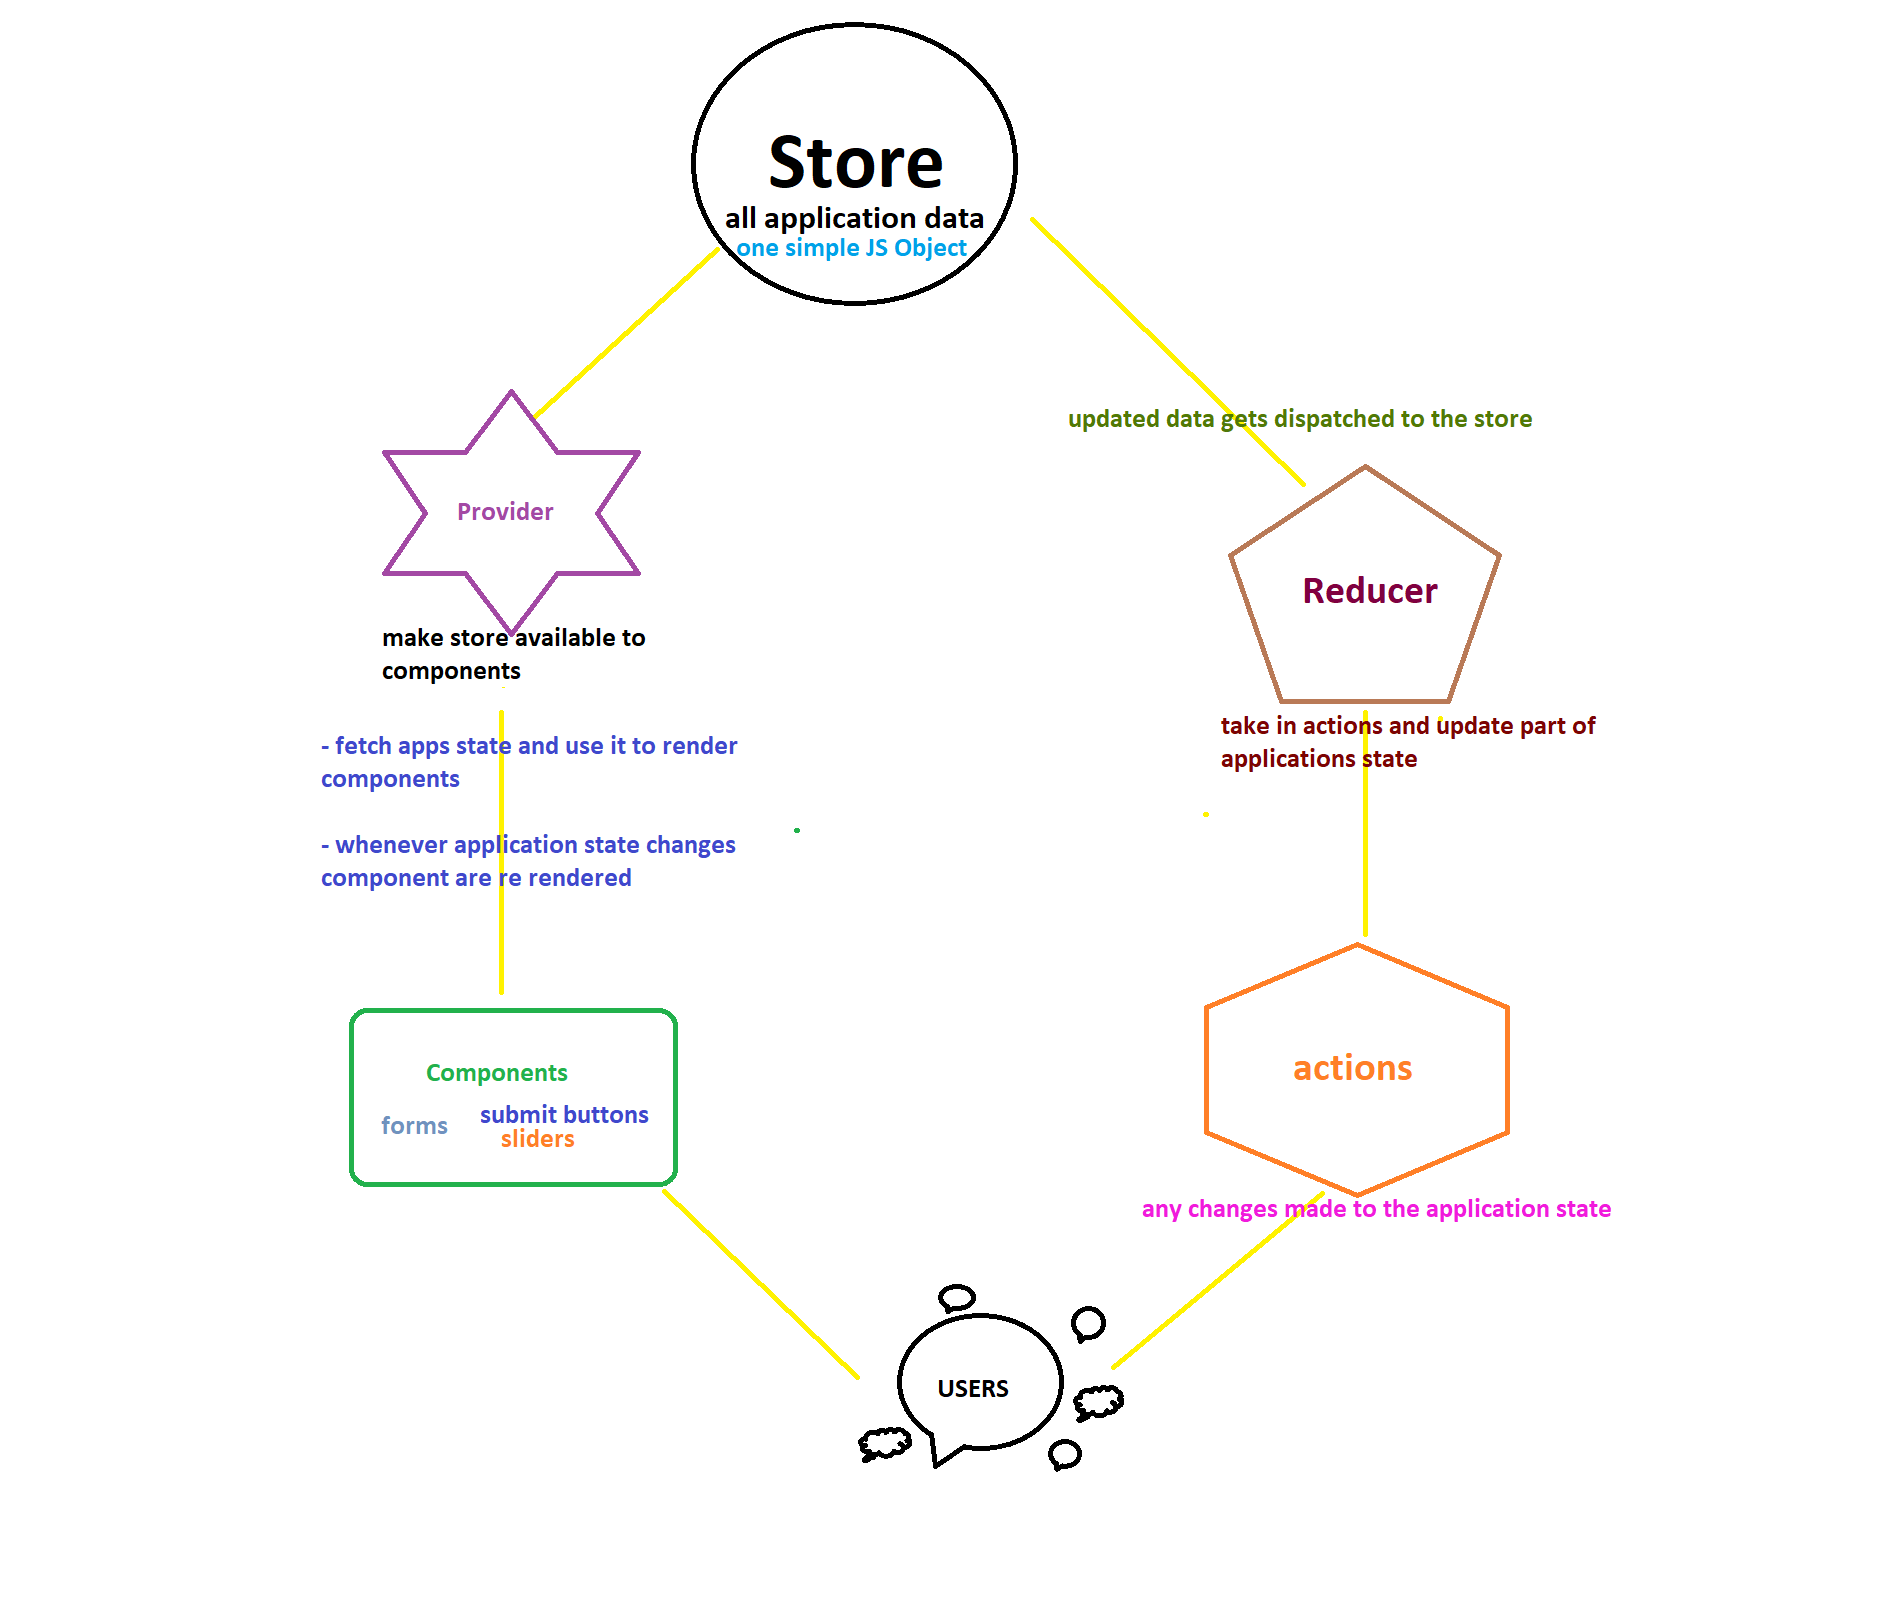 Store
all application data
one simple JS Object
updated data gets dispatched to the store
Provider
Reducer
make store available to
components
take in actions and update part of
applications state
- fetch apps state and use it to render
components
- whenever application state changes
component are re rendered
Components
forms
submit buttons
sliders
actions
any changes made to the application state
USERS